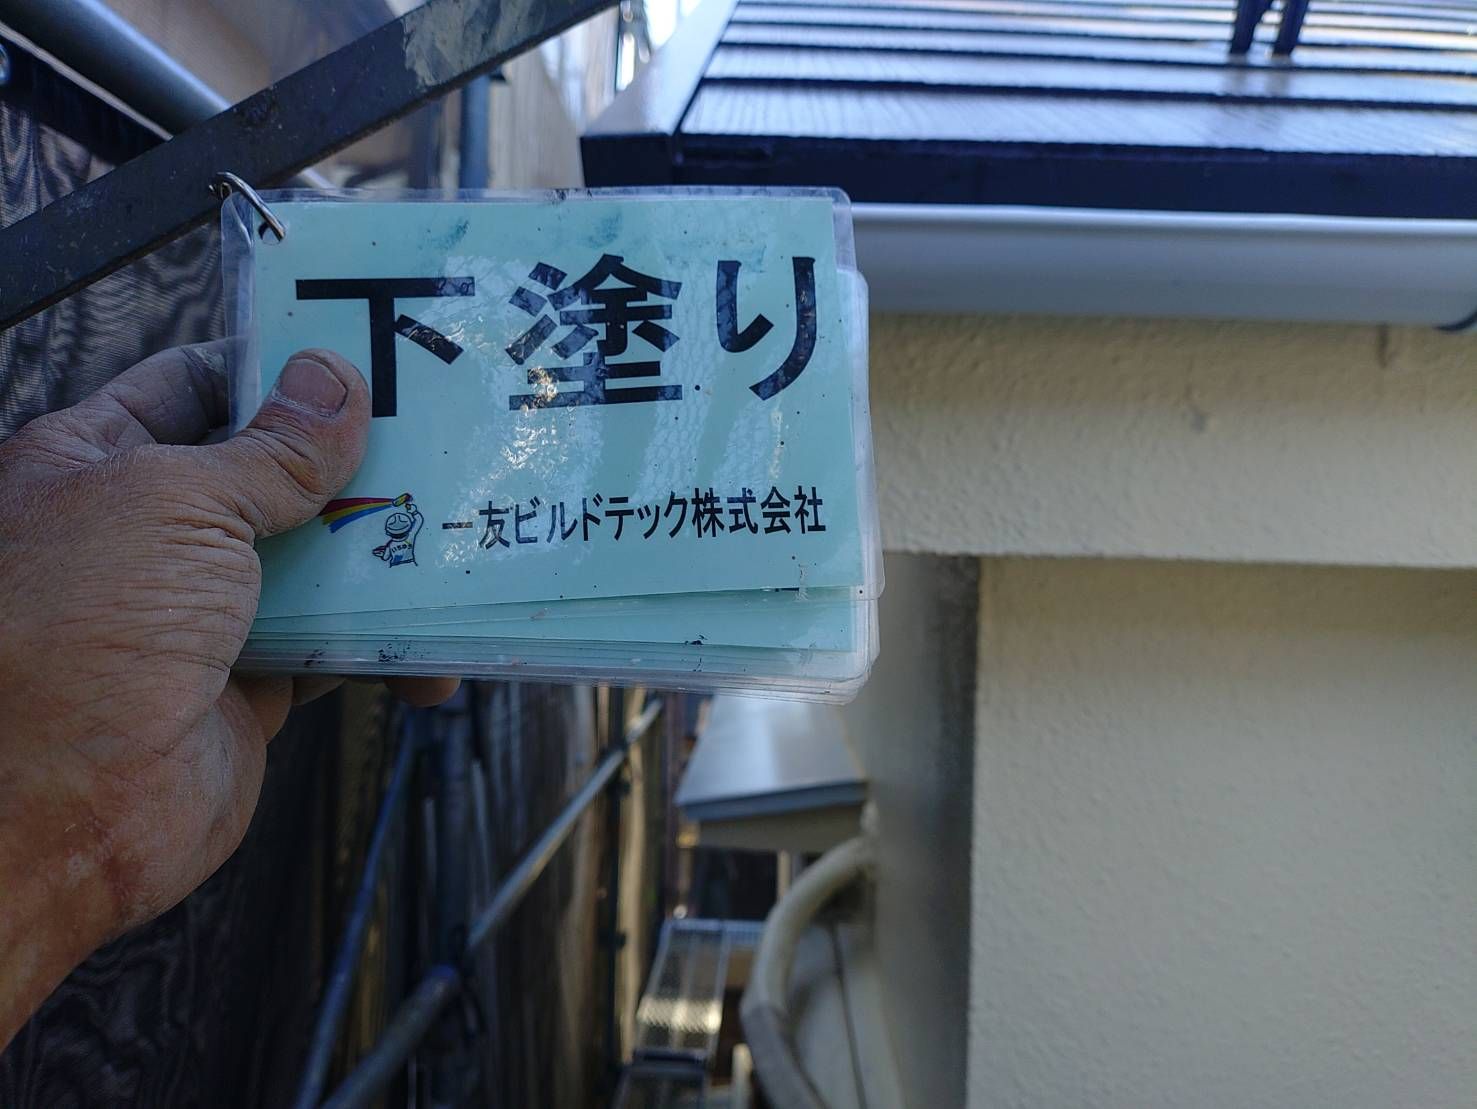 下塗り
一友ビルドテック株式会社